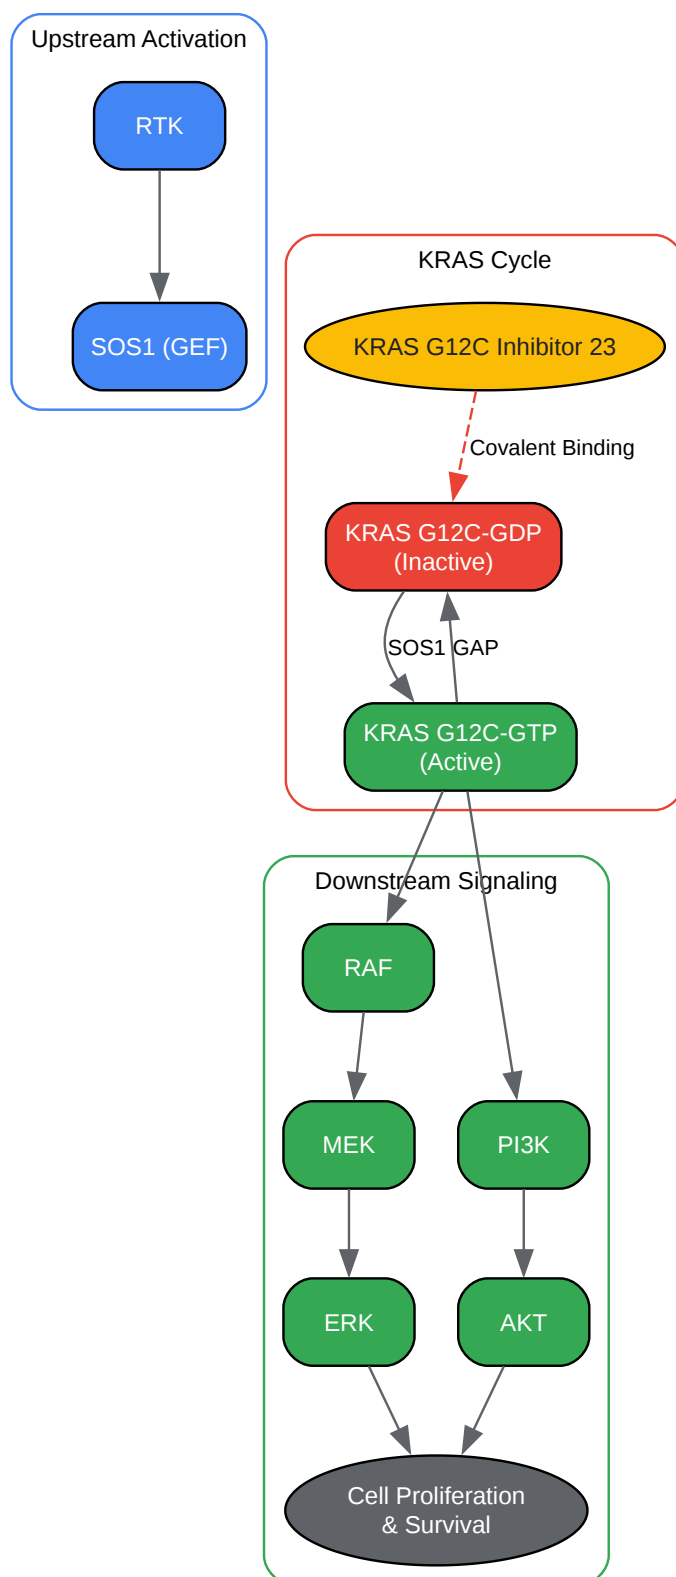 Upstream Activation
RTK
SOS1 (GEF)
KRAS Cycle
KRAS G12C Inhibitor 23
Covalent Binding
KRAS G12C-GDP
(Inactive)
SOS1 GAP
KRAS G12C-GTP
(Active)
Downstream Signaling
RAF
MEK
PI3K
ERK
AKT
Cell Proliferation
& Survival